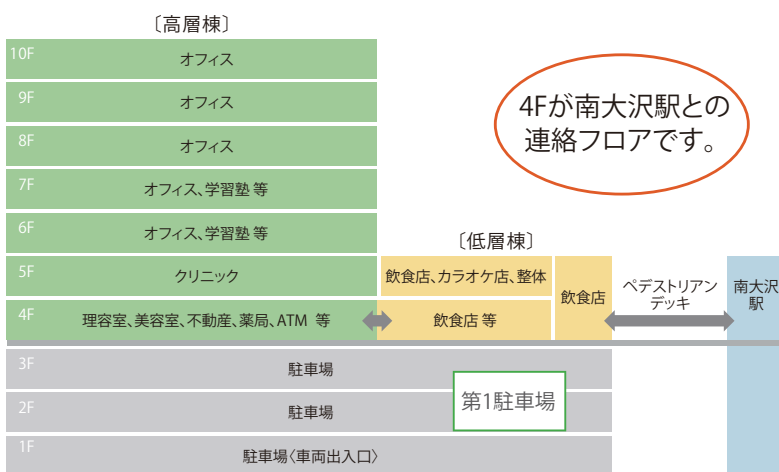 〔高層棟〕
10F オフィス
9F オフィス
8F オフィス
7F オフィス、学習塾 等
6F オフィス、学習塾 等
4Fが南大沢駅との
連絡フロアです。
〔低層棟〕
5F クリニック
飲食店、カラオケ店、整体
4F 理容室、美容室、不動産、薬局、ATM 等
飲食店 等
飲食店
ペデストリアン
デッキ
南大沢
駅
3F 駐車場
2F 駐車場
第1駐車場
1F 駐車場〈車両出入口〉